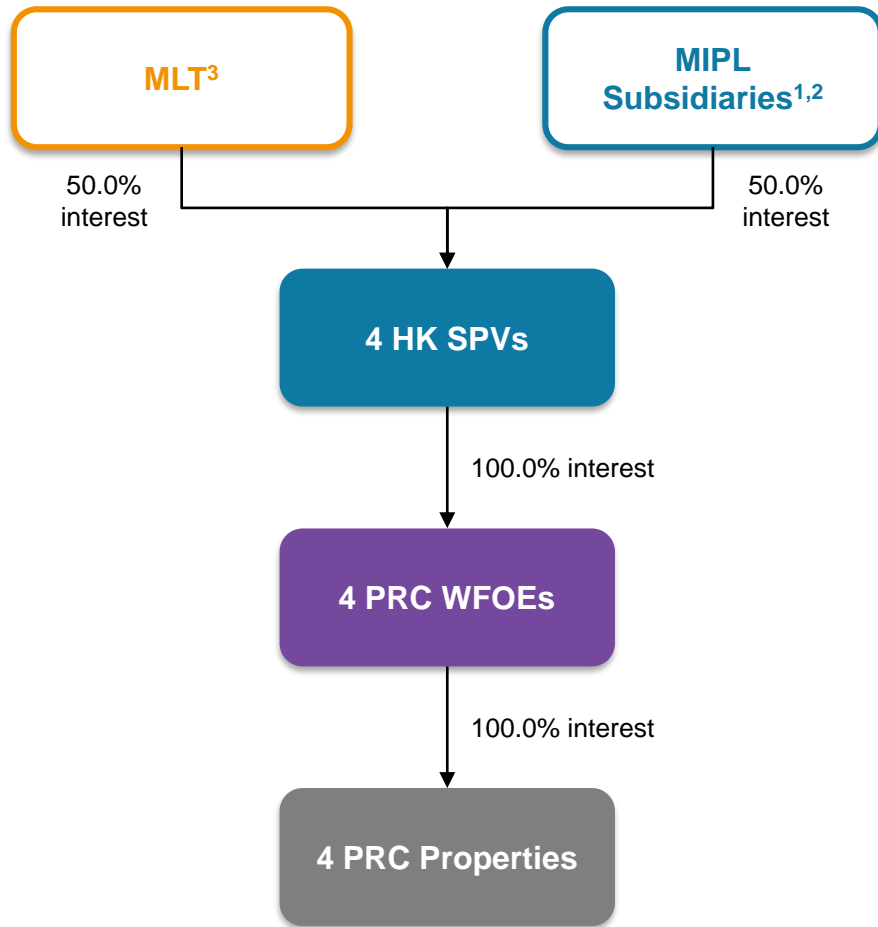 MLT³
MIPL
Subsidiaries¹,²
50.0%
interest
50.0%
interest
4 HK SPVs
100.0% interest
4 PRC WFOEs
100.0% interest
4 PRC Properties